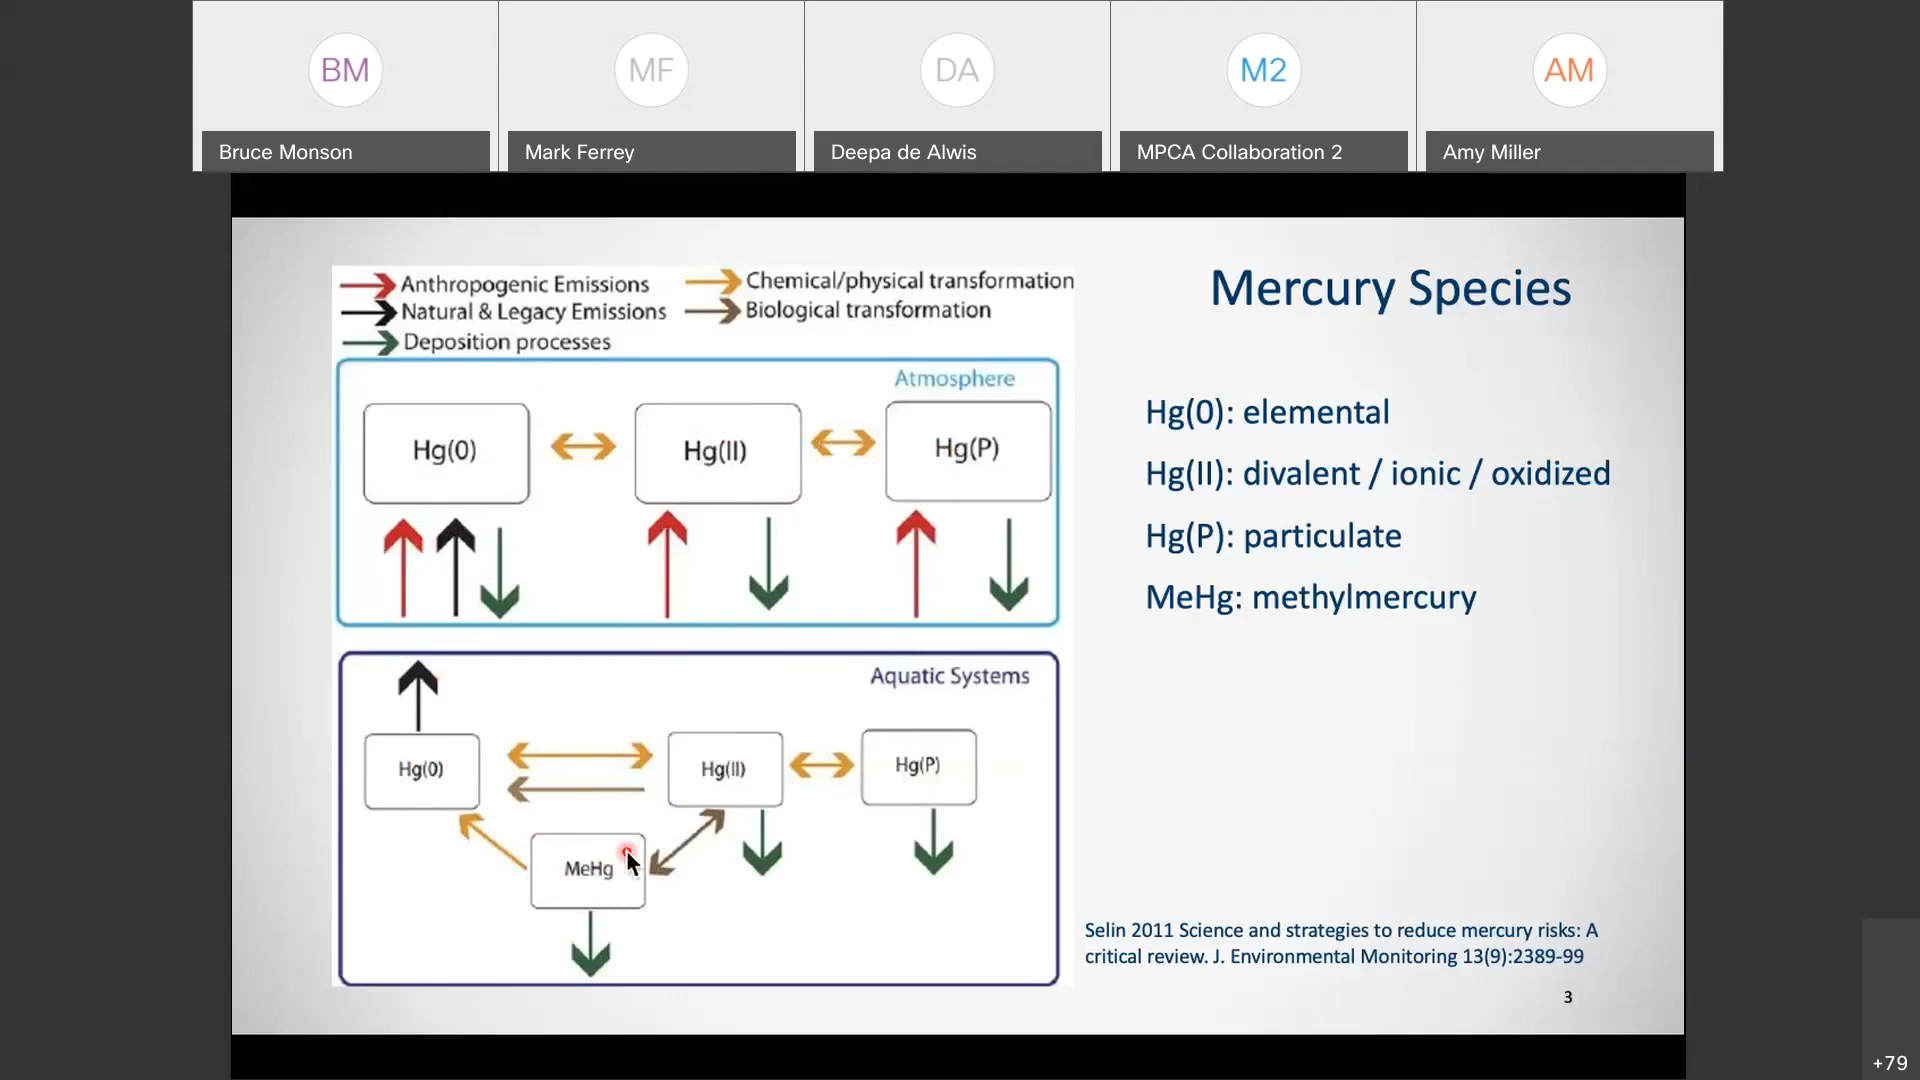 BM
MF
DA
M2
AM
Bruce Monson
Mark Ferrey
Deepa de Alwis
MPCA Collaboration 2
Amy Miller
Mercury Species
Anthropogenic Emissions
Chemical/physical transformation
Natural & Legacy Emissions
Biological transformation
Deposition processes
Atmosphere
Hg(0)
Hg(II)
Hg(P)
Aquatic Systems
Hg(0)
Hg(II)
Hg(P)
MeHg
Hg(0): elemental
Hg(II): divalent / ionic / oxidized
Hg(P): particulate
MeHg: methylmercury
Selin 2011 Science and strategies to reduce mercury risks: A
critical review. J. Environmental Monitoring 13(9):2389-99
3
+79